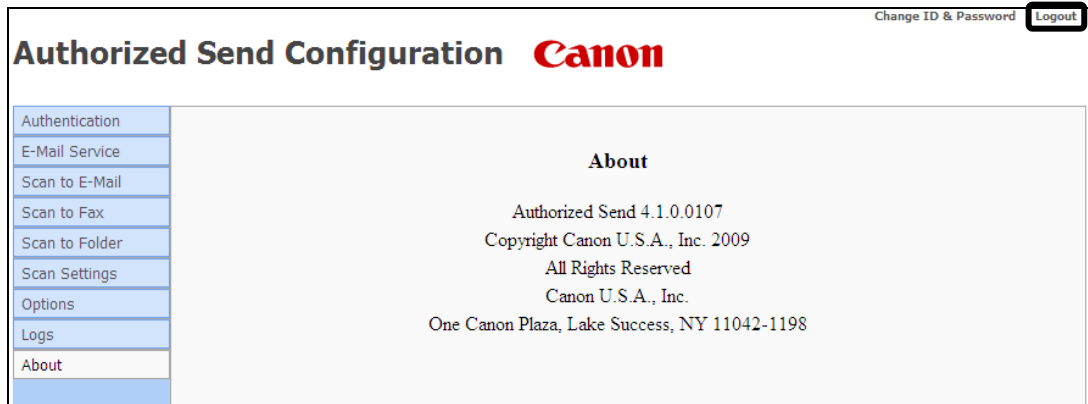 Change ID & Password Logout
Authorized Send Configuration Canon
Authentication
E-Mail Service
Scan to E-Mail
Scan to Fax
Scan to Folder
Scan Settings
Options
Logs
About
About
Authorized Send 4.1.0.0107
Copyright Canon U.S.A., Inc. 2009
All Rights Reserved
Canon U.S.A., Inc.
One Canon Plaza, Lake Success, NY 11042-1198